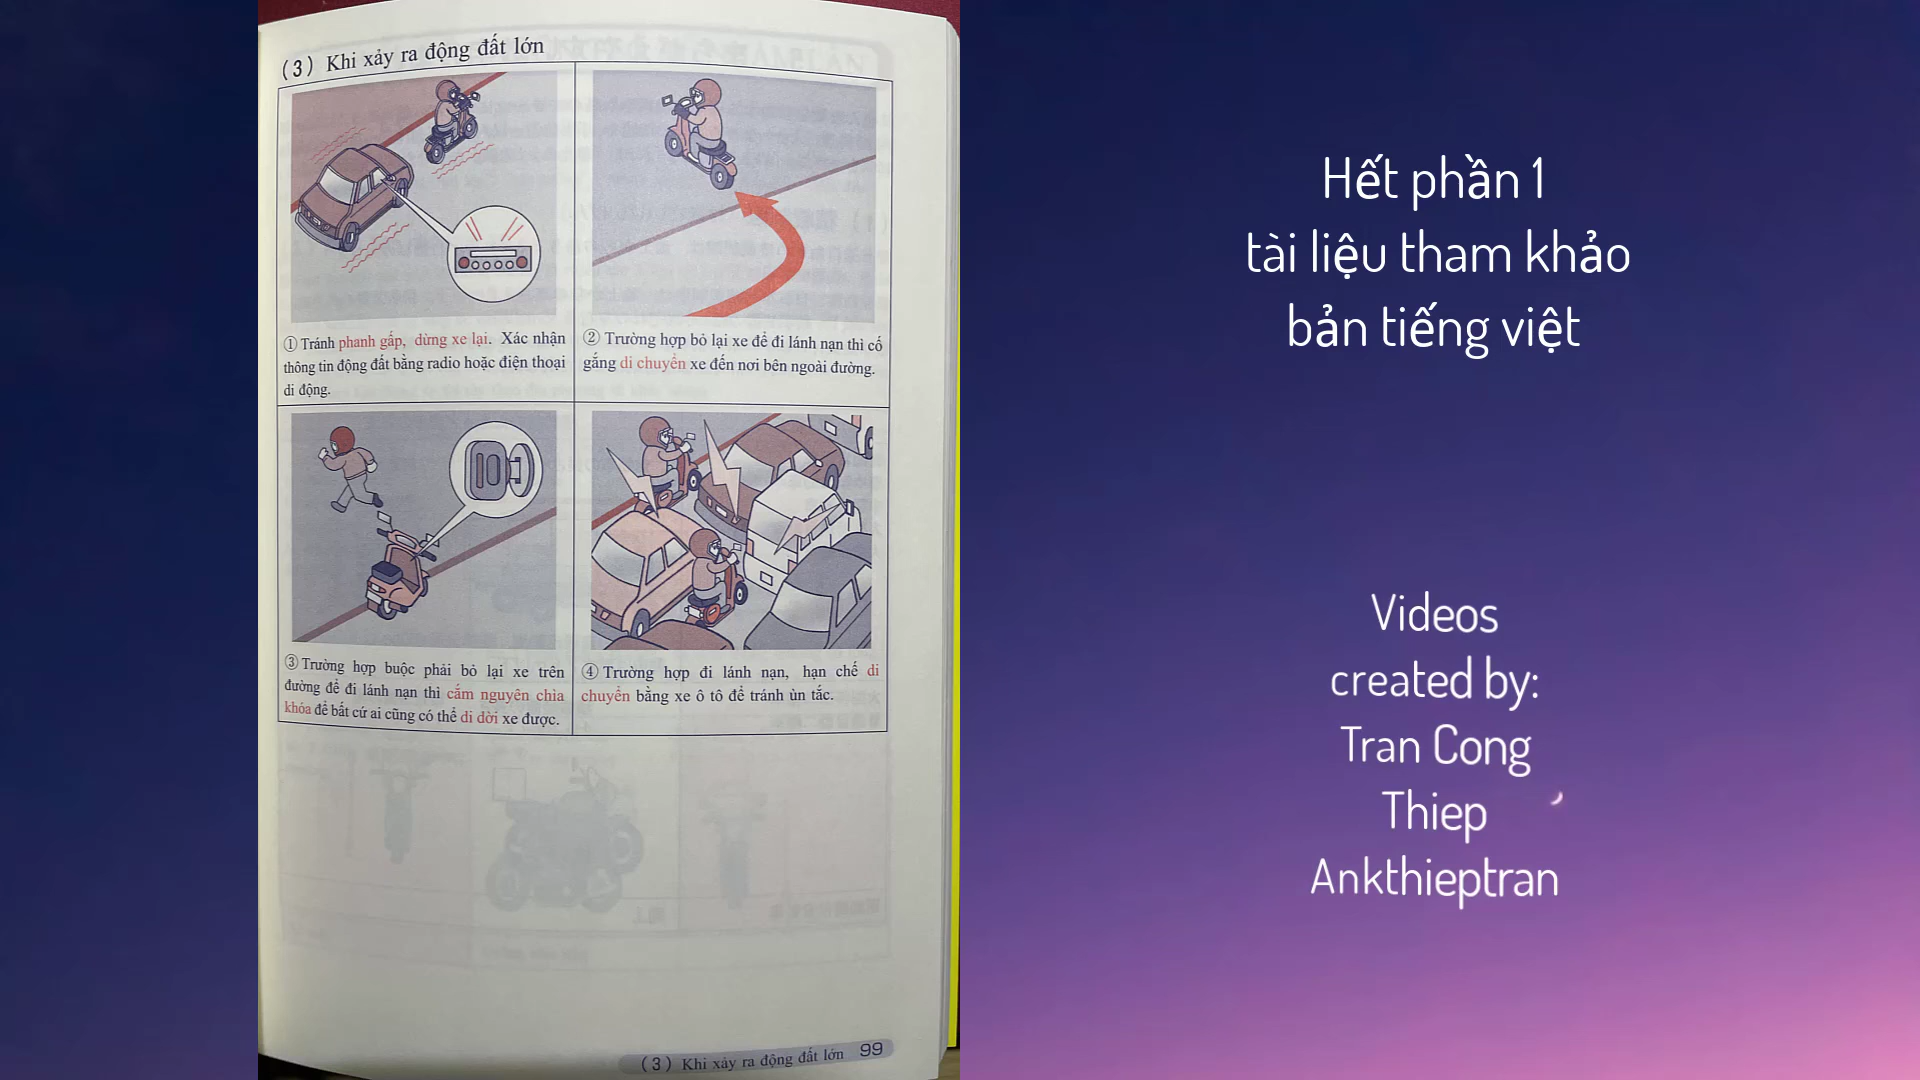 (3) Khi xảy ra động đất lớn
① Tránh phanh gấp, dừng xe lại. Xác nhận
thông tin động đất bằng radio hoặc điện thoại
di động.
② Trường hợp bỏ lại xe để đi lánh nạn thì cố
gắng di chuyển xe đến nơi bên ngoài đường.
③ Trường hợp buộc phải bỏ lại xe trên
đường để đi lánh nạn thì cắm nguyên chìa
khóa để bất cứ ai cũng có thể di dời xe được.
④ Trường hợp đi lánh nạn, hạn chế di
chuyển bằng xe ô tô để tránh ùn tắc.
(3) Khi xảy ra động đất lớn 99
Hết phần 1
tài liệu tham khảo
bản tiếng việt
Videos
created by:
Tran Cong
Thiep
Ankthieptran